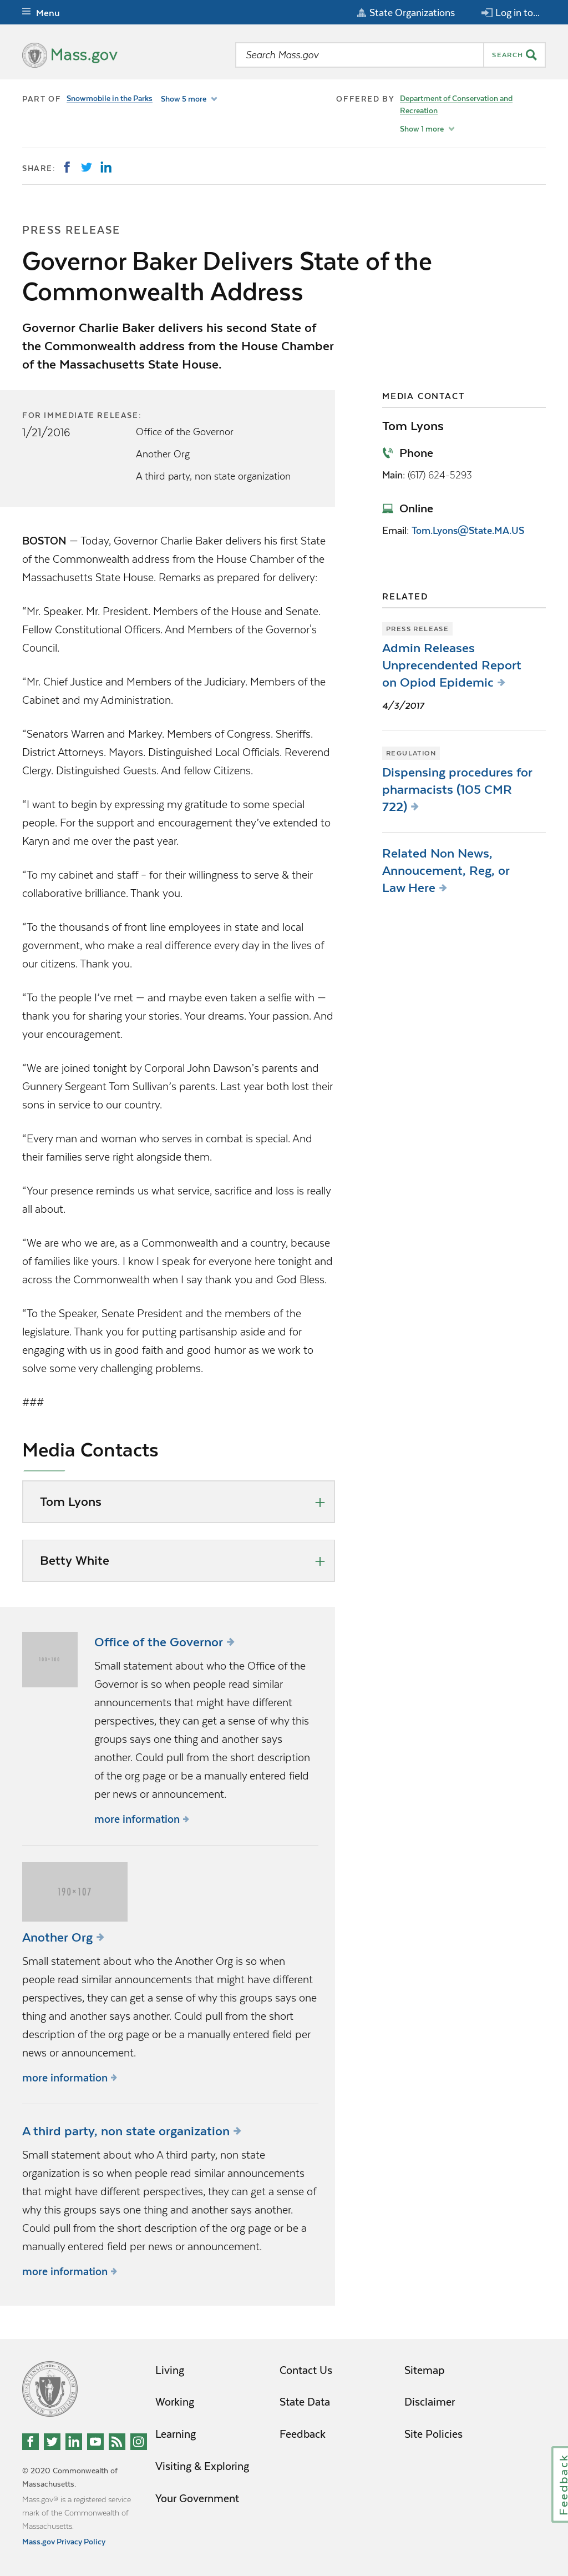 Menu
State Organizations
Log in to...
Mass.gov
Search Mass.gov
SEARCH
PART OF Snowmobile in the Parks Show 5 more
OFFERED BY Department of Conservation and
Recreation
Show 1 more
SHARE:
PRESS RELEASE
Governor Baker Delivers State of the
Commonwealth Address
Governor Charlie Baker delivers his second State of
the Commonwealth address from the House Chamber
of the Massachusetts State House.
FOR IMMEDIATE RELEASE:
1/21/2016
Office of the Governor
Another Org
A third party, non state organization
MEDIA CONTACT
Tom Lyons
Phone
Main: (617) 624-5293
Online
Email: Tom.Lyons@State.MA.US
RELATED
PRESS RELEASE
Admin Releases
Unprecendented Report
on Opiod Epidemic
4/3/2017
REGULATION
Dispensing procedures for
pharmacists (105 CMR
722)
Related Non News,
Annoucement, Reg, or
Law Here
BOSTON — Today, Governor Charlie Baker delivers his first State
of the Commonwealth address from the House Chamber of the
Massachusetts State House. Remarks as prepared for delivery:
“Mr. Speaker. Mr. President. Members of the House and Senate.
Fellow Constitutional Officers. And Members of the Governor's
Council.
“Mr. Chief Justice and Members of the Judiciary. Members of the
Cabinet and my Administration.
“Senators Warren and Markey. Members of Congress. Sheriffs.
District Attorneys. Mayors. Distinguished Local Officials. Reverend
Clergy. Distinguished Guests. And fellow Citizens.
“I want to begin by expressing my gratitude to some special
people. For the support and encouragement they’ve extended to
Karyn and me over the past year.
“To my cabinet and staff – for their willingness to serve & their
collaborative brilliance. Thank you.
“To the thousands of front line employees in state and local
government, who make a real difference every day in the lives of
our citizens. Thank you.
“To the people I’ve met — and maybe even taken a selfie with —
thank you for sharing your stories. Your dreams. Your passion. And
your encouragement.
“We are joined tonight by Corporal John Dawson’s parents and
Gunnery Sergeant Tom Sullivan’s parents. Last year both lost their
sons in service to our country.
“Every man and woman who serves in combat is special. And
their families serve right alongside them.
“Your presence reminds us what service, sacrifice and loss is really
all about.
“We are who we are, as a Commonwealth and a country, because
of families like yours. I know I speak for everyone here tonight and
across the Commonwealth when I say thank you and God Bless.
“To the Speaker, Senate President and the members of the
legislature. Thank you for putting partisanship aside and for
engaging with us in good faith and good humor as we work to
solve some very challenging problems.
###
Media Contacts
Tom Lyons
Betty White
100×100
Office of the Governor
Small statement about who the Office of the
Governor is so when people read similar
announcements that might have different
perspectives, they can get a sense of why this
groups says one thing and another says
another. Could pull from the short description
of the org page or be a manually entered field
per news or announcement.
more information
190×107
Another Org
Small statement about who the Another Org is so when
people read similar announcements that might have different
perspectives, they can get a sense of why this groups says one
thing and another says another. Could pull from the short
description of the org page or be a manually entered field per
news or announcement.
more information
A third party, non state organization
Small statement about who A third party, non state
organization is so when people read similar announcements
that might have different perspectives, they can get a sense of
why this groups says one thing and another says another.
Could pull from the short description of the org page or be a
manually entered field per news or announcement.
more information
Living
Working
Learning
Visiting & Exploring
Your Government
Contact Us
State Data
Feedback
Sitemap
Disclaimer
Site Policies
© 2020 Commonwealth of
Massachusetts.
Mass.gov® is a registered service
mark of the Commonwealth of
Massachusetts.
Mass.gov Privacy Policy
Feedback